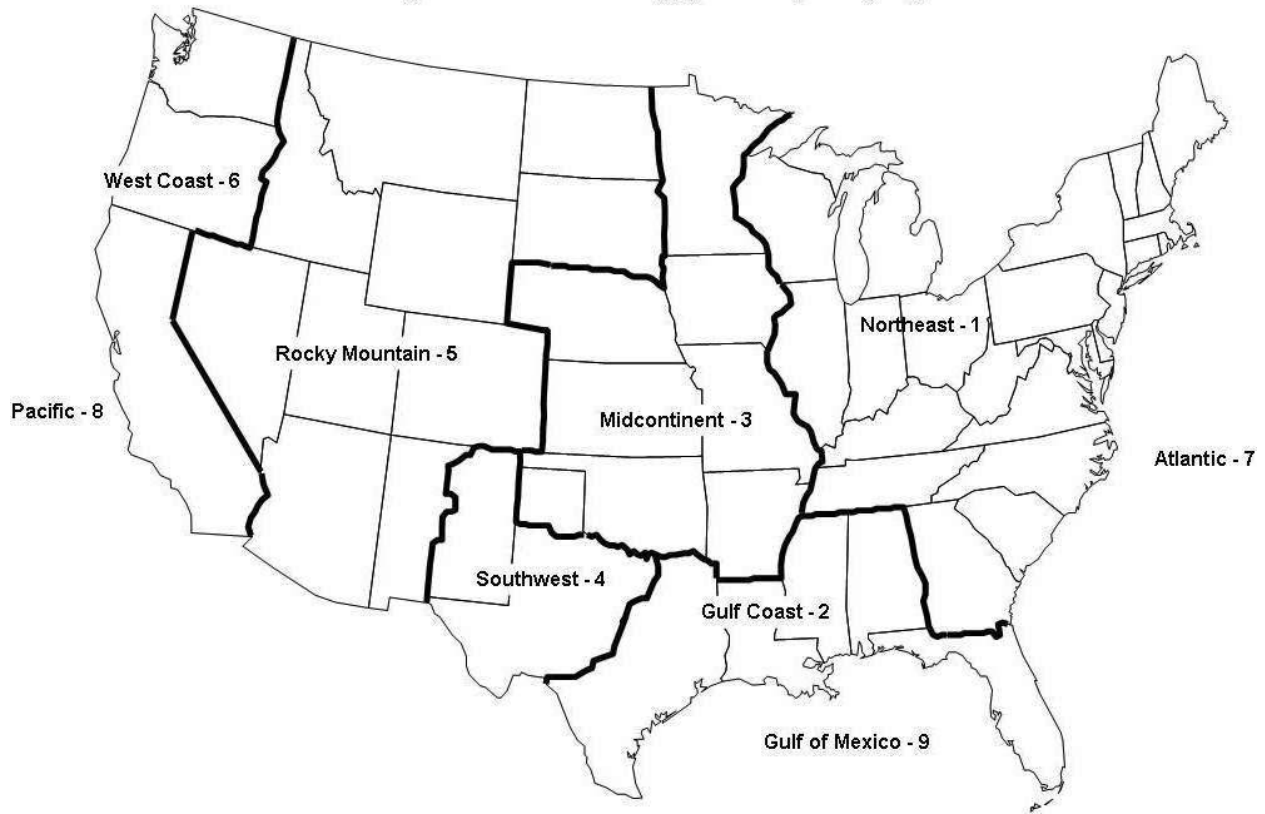 West Coast - 6
Northeast - 1
Rocky Mountain - 5
Pacific - 8
Midcontinent - 3
Atlantic - 7
Southwest - 4
Gulf Coast - 2
Gulf of Mexico - 9